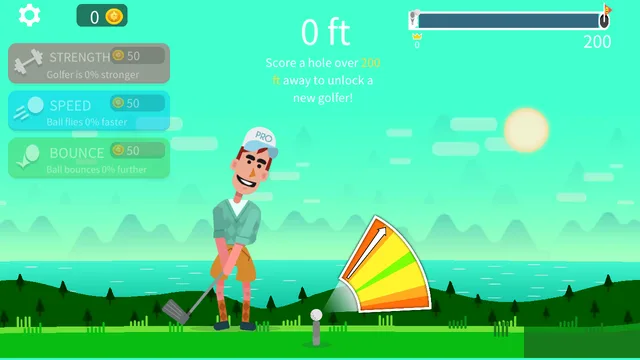 0
0 ft
0
200
Score a hole over 200
ft away to unlock a
new golfer!
STRENGTH 50
Golfer is 0% stronger
SPEED 50
Ball flies 0% faster
BOUNCE 50
Ball bounces 0% further
PRO